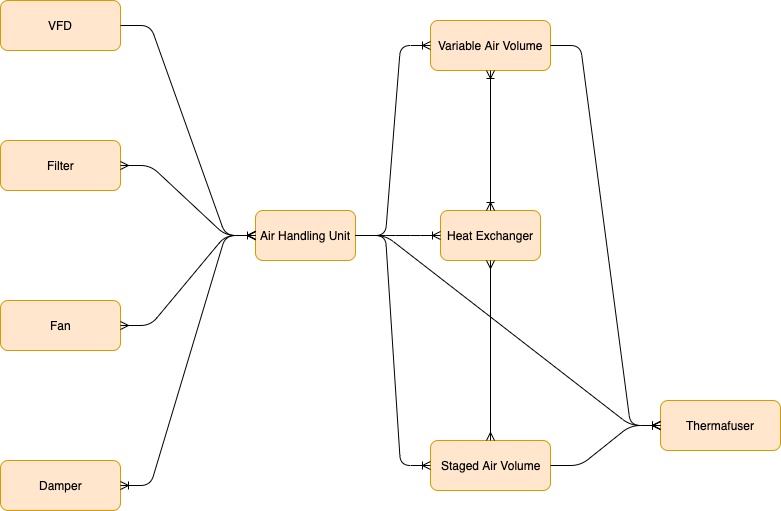 VFD
Variable Air Volume
Filter
Air Handling Unit
Heat Exchanger
Fan
Thermafuser
Staged Air Volume
Damper